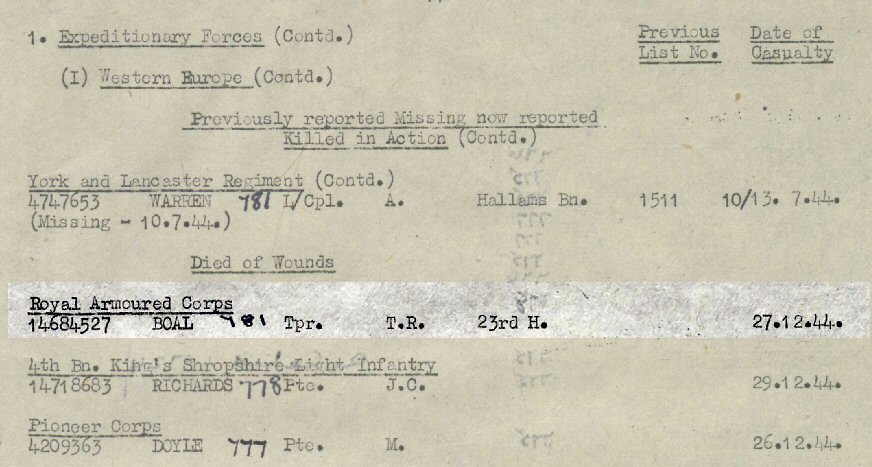 1. Expeditionary Forces (Contd.) Previous Date of
List No. Casualty
(I) Western Europe (Contd.)
Previously reported Missing now reported
Killed in Action (Contd.)
York and Lancaster Regiment (Contd.)
4747653 WARREN 781 L/Cpl. A. Hallams Bn. 1511 10/13. 7.44.
(Missing - 10.7.44.)
Died of Wounds
Royal Armoured Corps
14684527 BOAL 781 Tpr. T.R. 23rd H. 27.12.44.
4th Bn. King's Shropshire Light Infantry
14718683 RICHARDS 778 Pte. J.C. 29.12.44.
Pioneer Corps
4209363 DOYLE 777 Pte. M. 26.12.44.